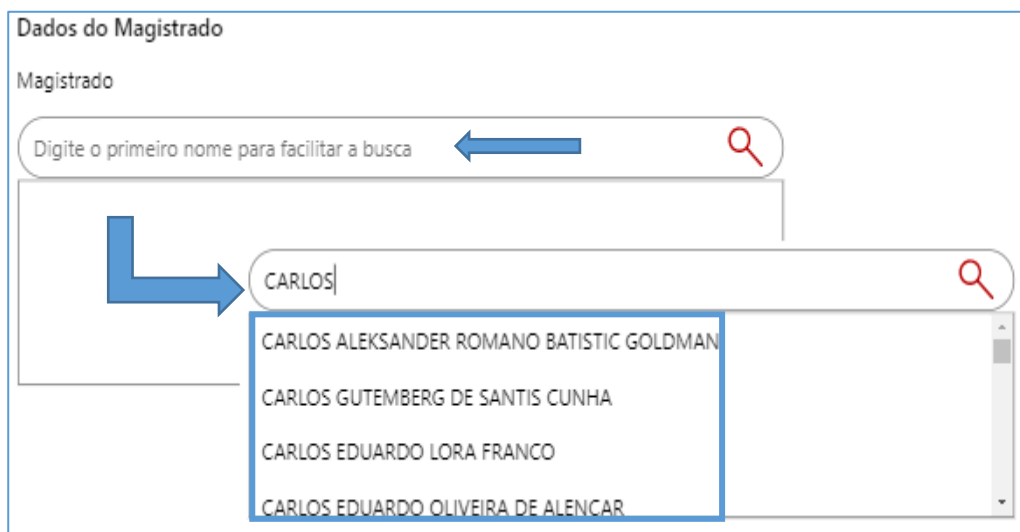 Dados do Magistrado
Magistrado
Digite o primeiro nome para facilitar a busca
CARLOS
CARLOS ALEKSANDER ROMANO BATISTIC GOLDMAN
CARLOS GUTEMBERG DE SANTIS CUNHA
CARLOS EDUARDO LORA FRANCO
CARLOS EDUARDO OLIVEIRA DE ALENCAR